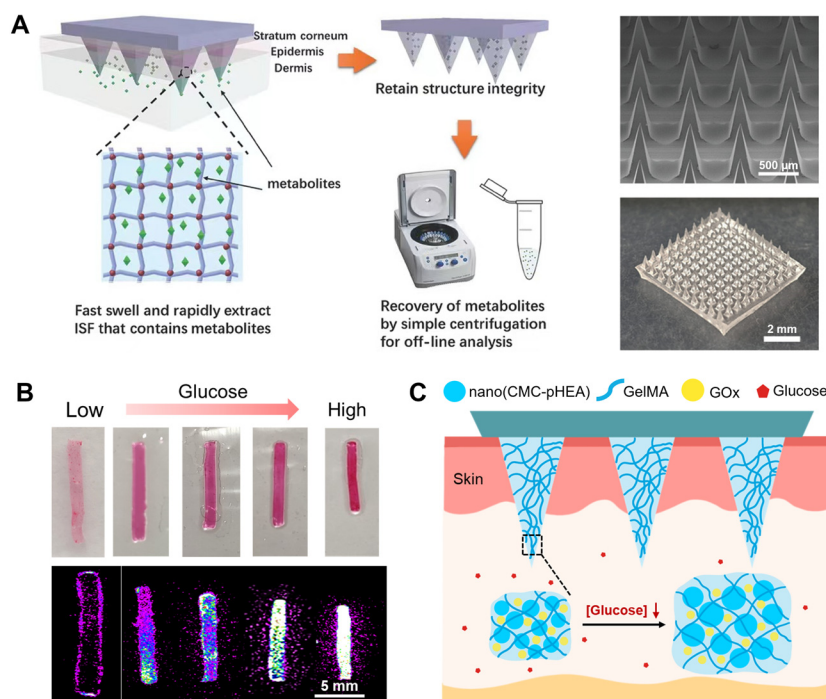 A
Stratum corneum
Epidermis
Dermis
Retain structure integrity
metabolites
Fast swell and rapidly extract
ISF that contains metabolites
Recovery of metabolites
by simple centrifugation
for off-line analysis
500 μm
2 mm
B
Glucose
Low
High
5 mm
C
nano(CMC-pHEA)
GelMA
GOx
Glucose
Skin
[Glucose] ↓